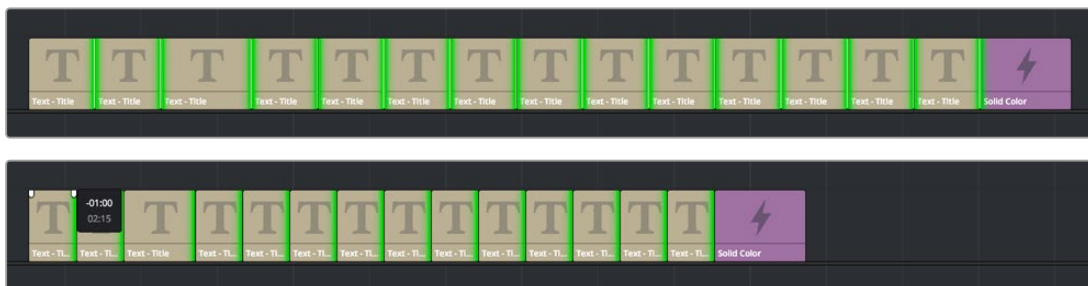 T T T T T T T T T T T T T T
Text - Title Text - Title Text - Title Text - Title Text - Title Text - Title Text - Title Text - Title Text - Title Text - Title Text - Title Text - Title Text - Title Text - Title Solid Color
T T T T T T T T T T T T T
-01:00
02:15
Text - Ti... Text - Ti... Text - Title Text - Ti... Text - Ti... Text - Ti... Text - Ti... Text - Ti... Text - Ti... Text - Ti... Text - Ti... Text - Ti... Text - Ti... Text - Ti... Solid Color